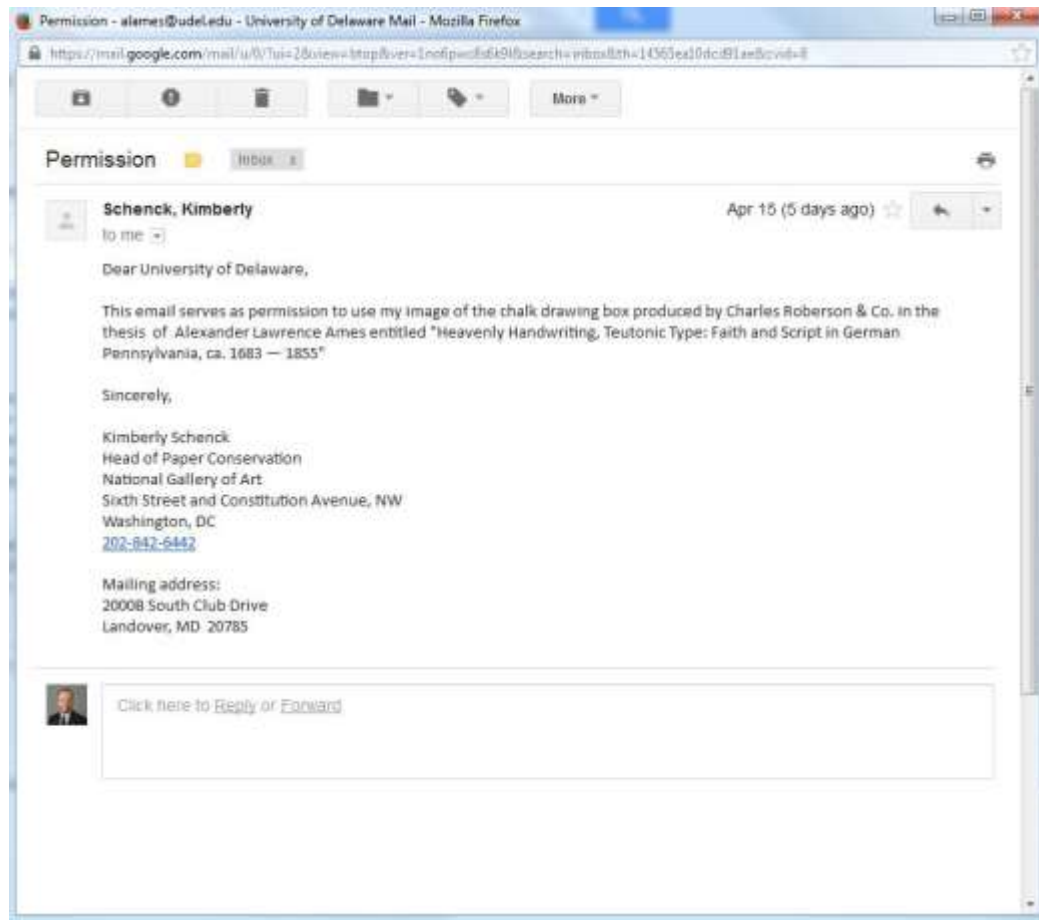 Permission - alames@udel.edu - University of Delaware Mail - Mozilla Firefox
More
Permission
Inbox x
Schenck, Kimberly
Apr 15 (5 days ago)
to me
Dear University of Delaware,
This email serves as permission to use my image of the chalk drawing box produced by Charles Roberson & Co. in the
thesis of Alexander Lawrence Ames entitled "Heavenly Handwriting, Teutonic Type: Faith and Script in German
Pennsylvania, ca. 1683 — 1855"
Sincerely,
Kimberly Schenck
Head of Paper Conservation
National Gallery of Art
Sixth Street and Constitution Avenue, NW
Washington, DC
202-842-6442
Mailing address:
2000B South Club Drive
Landover, MD 20785
Click here to Reply or Forward